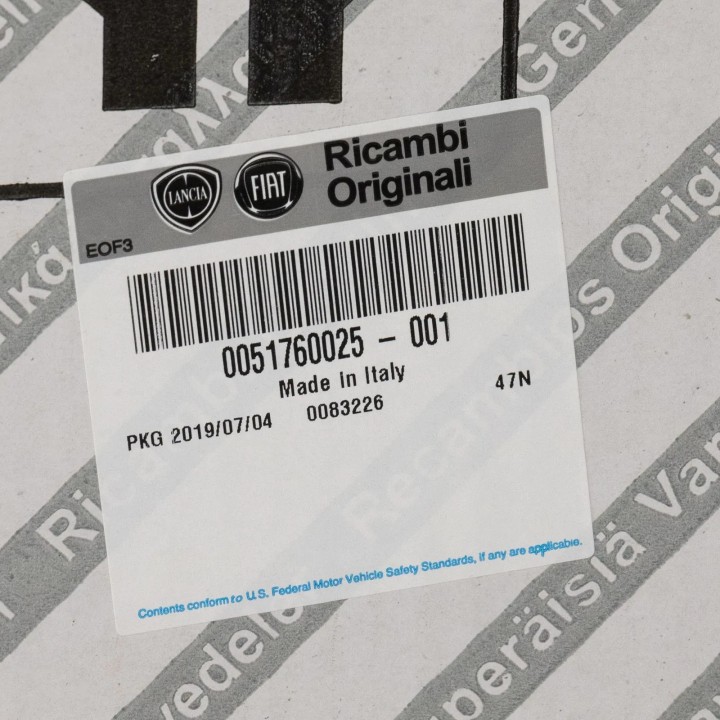 LANCIA
FIAT
Ricambi
Originali
EOF3
0051760025 - 001
Made in Italy
PKG 2019/07/04 0083226 47N
Contents conform to U.S. Federal Motor Vehicle Safety Standards, if any are applicable.